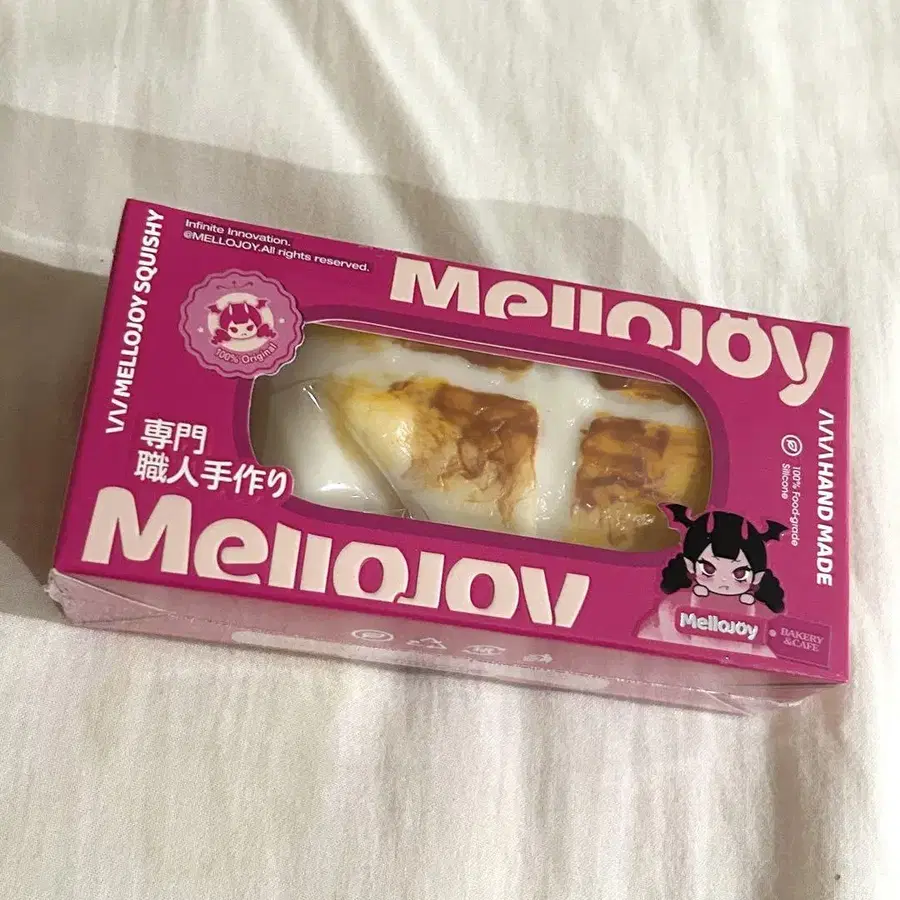 Infinite Innovation.
@MELLOJOY.All rights reserved.
Mellojoy
VV MELLOJOY SQUISHY
100% Original
専門
職人手作り
100% Food-grade
Silicone
HAND MADE
Mellojoy
Mellojoy
BAKERY
&CAFE